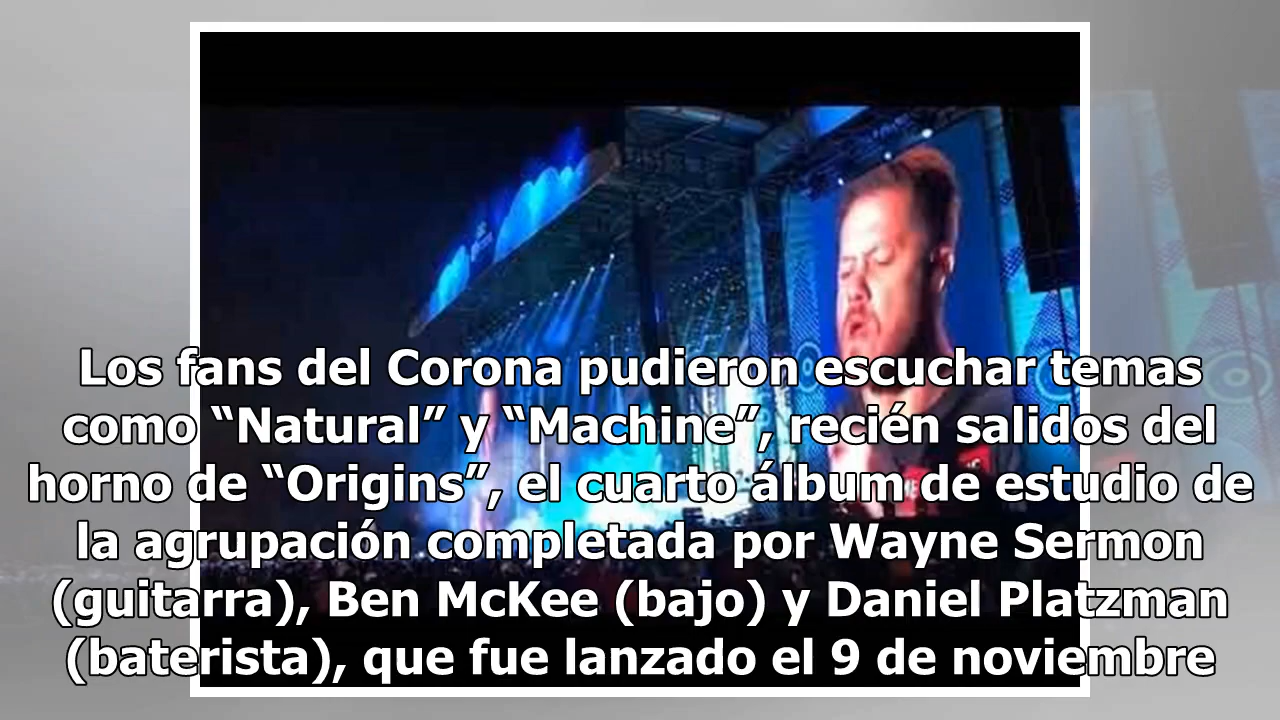 Los fans del Corona pudieron escuchar temas
como “Natural” y “Machine”, recién salidos del
horno de “Origins”, el cuarto álbum de estudio de
la agrupación completada por Wayne Sermon
(guitarra), Ben McKee (bajo) y Daniel Platzman
(baterista), que fue lanzado el 9 de noviembre